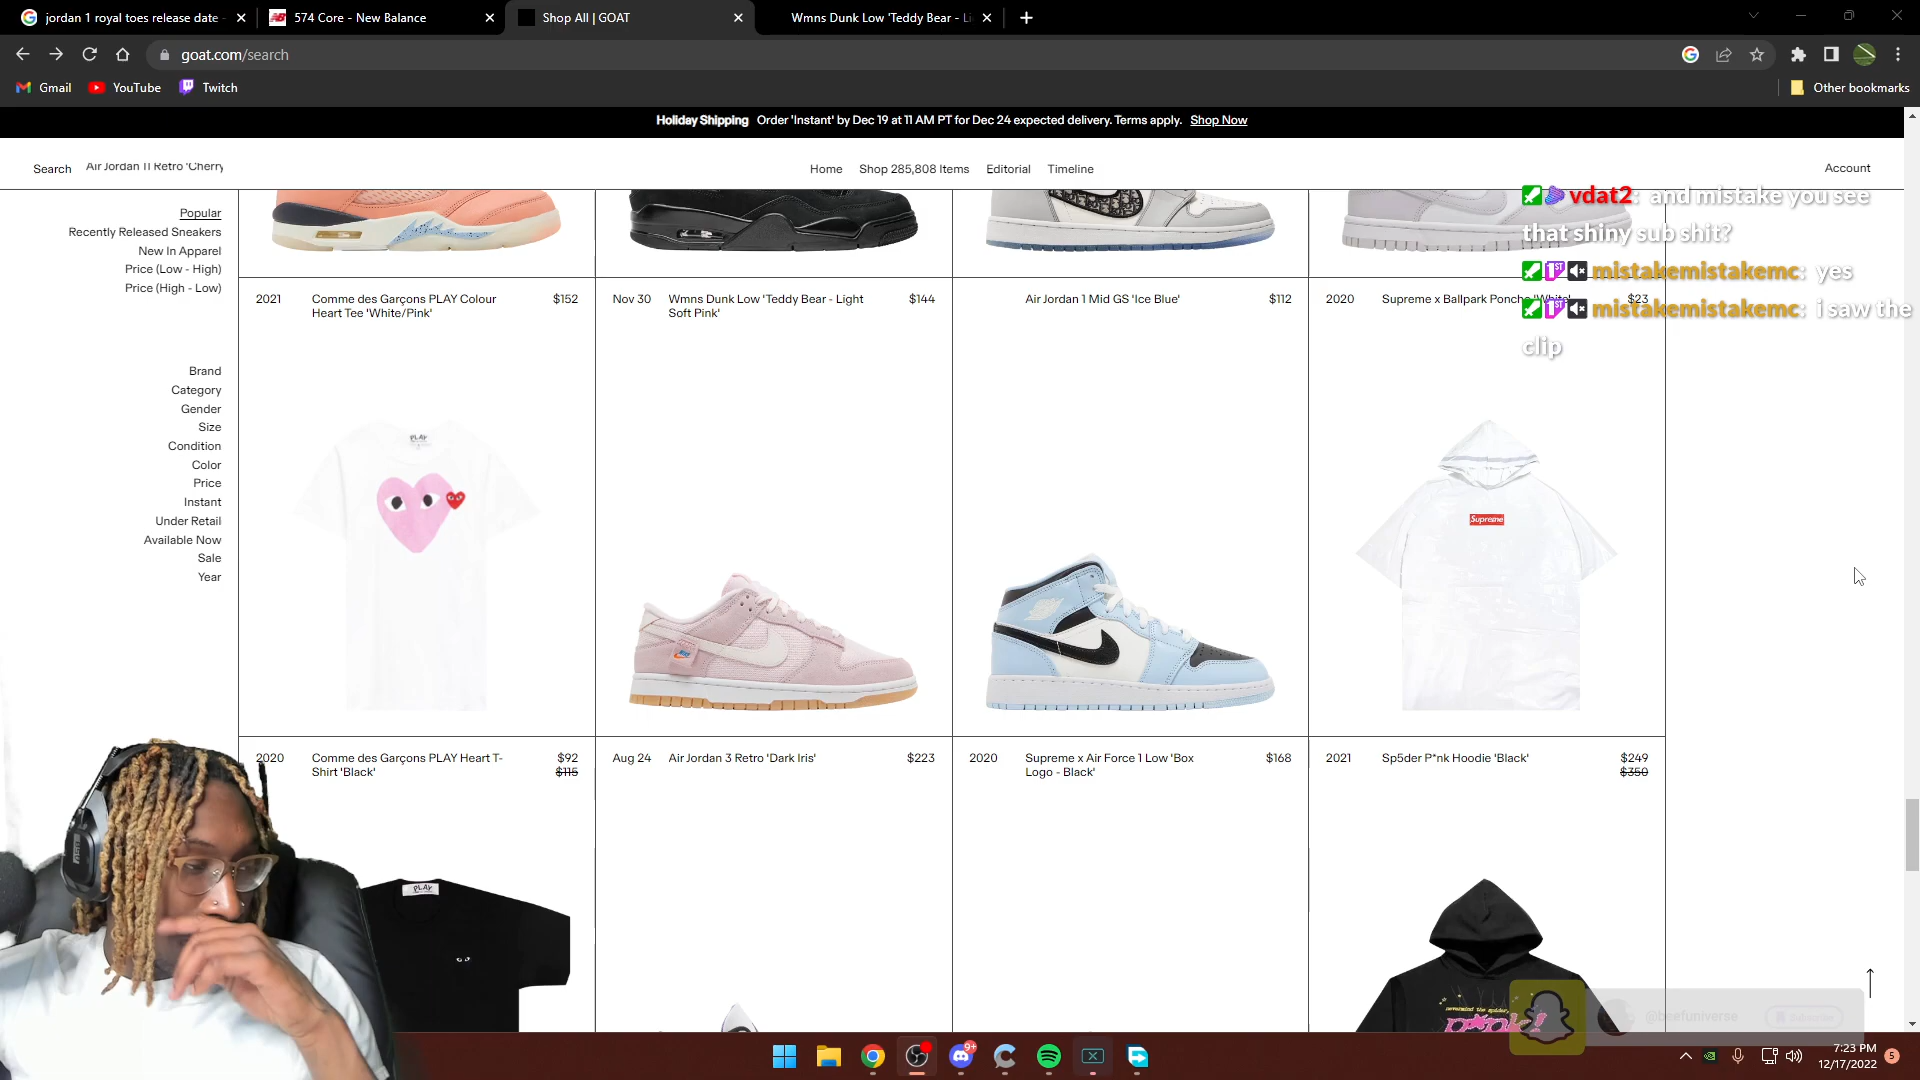 jordan 1 royal toes release date -
574 Core - New Balance
Shop All | GOAT
Wmns Dunk Low 'Teddy Bear - Li
goat.com/search
Gmail
YouTube
Twitch
Other bookmarks
Holiday Shipping Order 'Instant' by Dec 19 at 11 AM PT for Dec 24 expected delivery. Terms apply. Shop Now
Search Air Jordan 11 Retro 'Cherry
Home Shop 285,808 Items Editorial Timeline
Account
Popular
Recently Released Sneakers
New In Apparel
Price (Low - High)
Price (High - Low)
Brand
Category
Gender
Size
Condition
Color
Price
Instant
Under Retail
Available Now
Sale
Year
vdat2: and mistake you see
that shiny sub shit?
mistakemistakemc: yes
mistakemistakemc: i saw the
clip
2021 Comme des Garçons PLAY Colour $152
Heart Tee 'White/Pink'
Nov 30 Wmns Dunk Low 'Teddy Bear - Light $144
Soft Pink'
Air Jordan 1 Mid GS 'Ice Blue' $112
2020 Supreme x Ballpark Poncho 'White' $23
PLAY
Supreme
2020 Comme des Garçons PLAY Heart T- $92
Shirt 'Black' $115
Aug 24 Air Jordan 3 Retro 'Dark Iris' $223
2020 Supreme x Air Force 1 Low 'Box $168
Logo - Black'
2021 Sp5der P*nk Hoodie 'Black' $249
$350
PLAY
@beefuniverse
Subscribe
9+
7:23 PM
12/17/2022
5